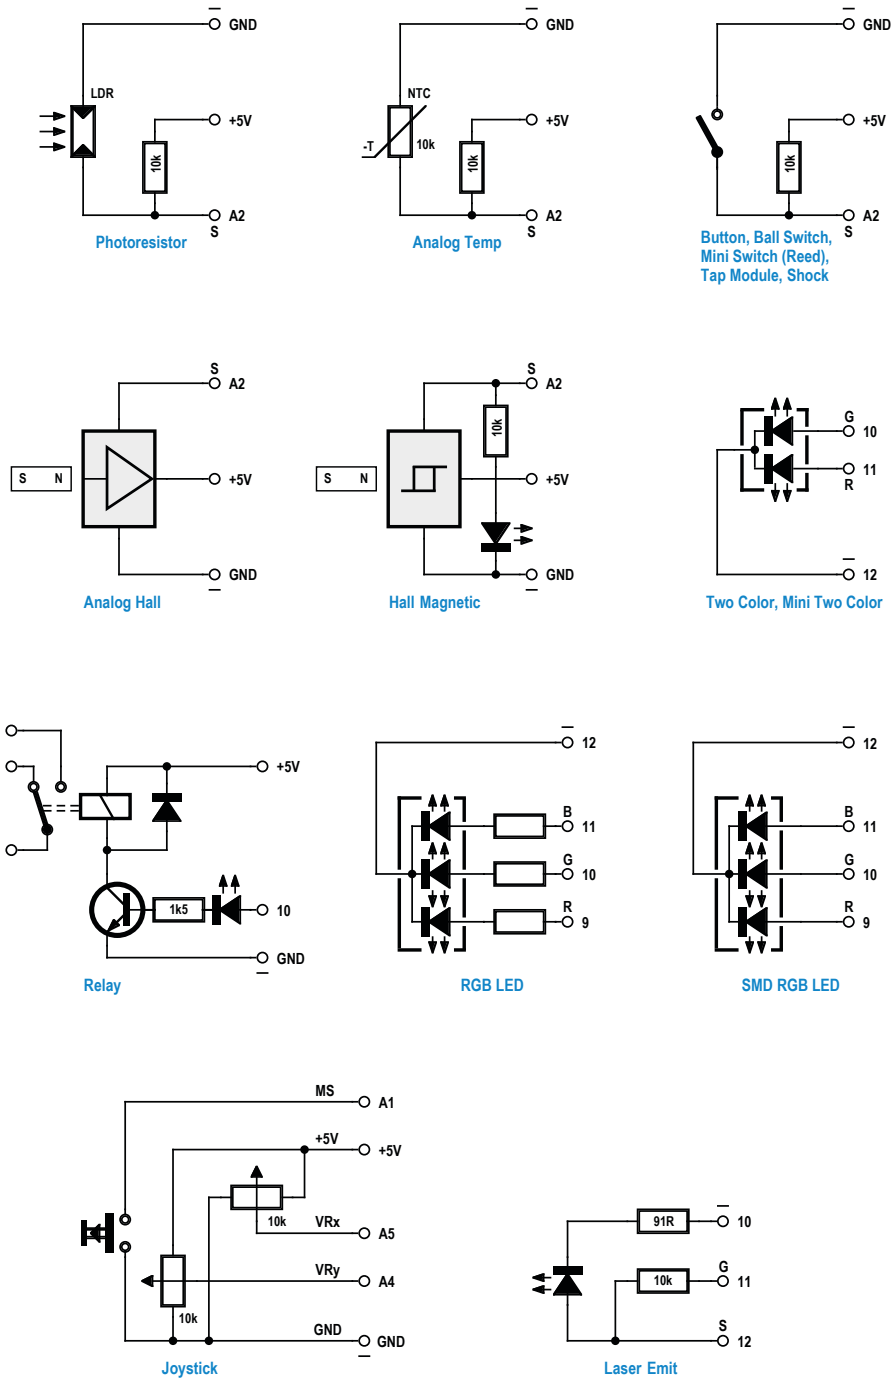 GND
LDR
+5V
10k
A2
S
Photoresistor
GND
NTC
+5V
-T
10k
10k
A2
S
Analog Temp
GND
+5V
10k
A2
S
Button, Ball Switch,
Mini Switch (Reed),
Tap Module, Shock
S
A2
S N
+5V
GND
Analog Hall
S
A2
10k
S N
+5V
GND
Hall Magnetic
G
10
11
R
12
Two Color, Mini Two Color
+5V
1k5
10
GND
Relay
12
B
11
G
10
R
9
RGB LED
12
B
11
G
10
R
9
SMD RGB LED
MS
A1
+5V
+5V
10k
VRx
A5
VRy
A4
10k
GND
GND
Joystick
91R
10
G
10k
11
S
12
Laser Emit